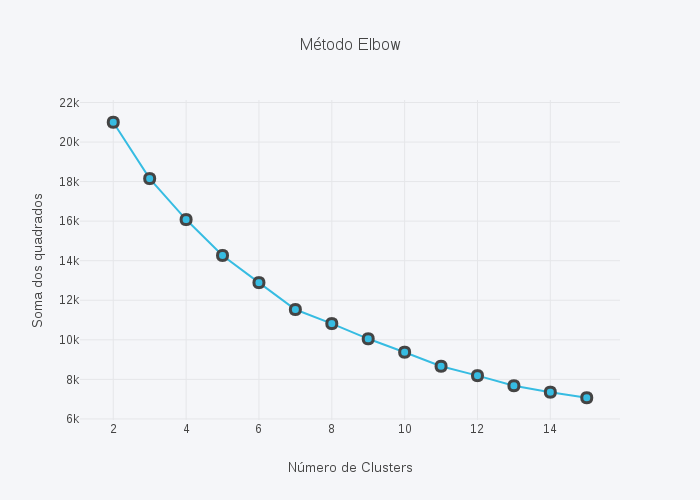 Método Elbow
Soma dos quadrados
22k
20k
18k
16k
14k
12k
10k
8k
6k
2 4 6 8 10 12 14
Número de Clusters